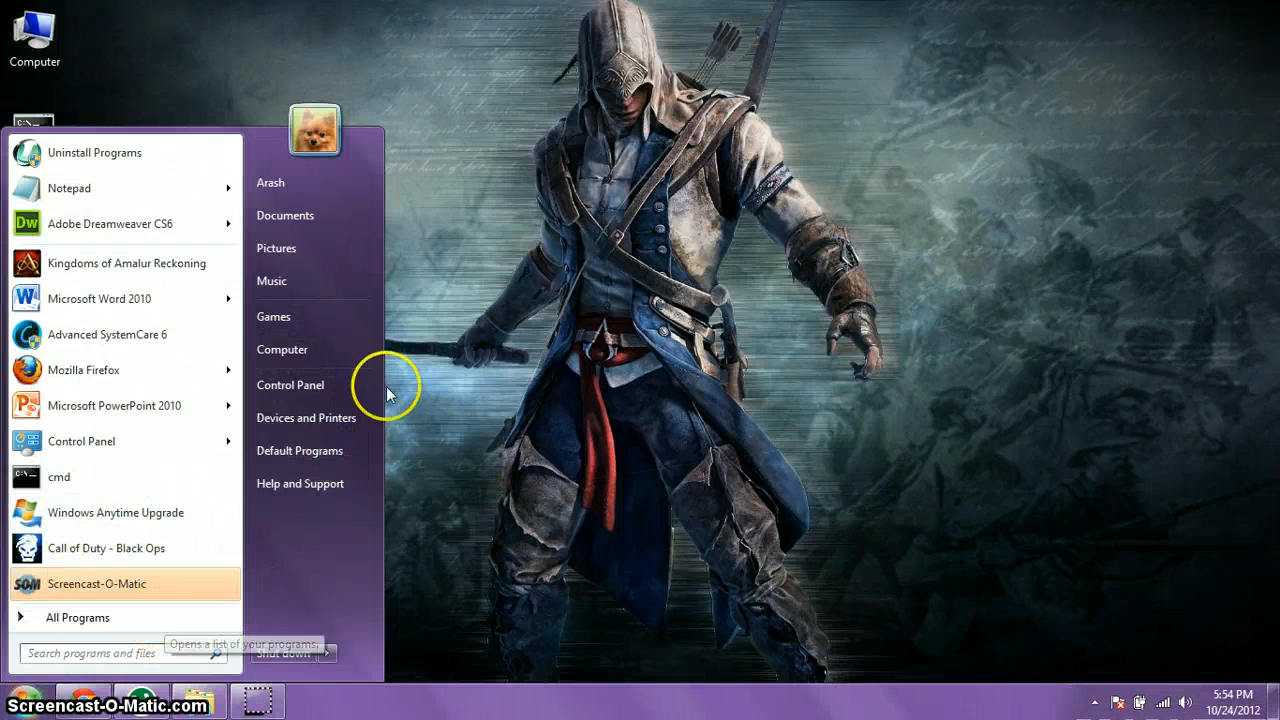 Computer
C:\_
Uninstall Programs
Notepad
Dw
Adobe Dreamweaver CS6
Kingdoms of Amalur Reckoning
W
Microsoft Word 2010
Advanced SystemCare 6
Mozilla Firefox
P
Microsoft PowerPoint 2010
Control Panel
C:\_
cmd
Windows Anytime Upgrade
Call of Duty - Black Ops
SOM
Screencast-O-Matic
All Programs
Opens a list of your programs.
Search programs and files
Shut down
Arash
Documents
Pictures
Music
Games
Computer
Control Panel
Devices and Printers
Default Programs
Help and Support
Screencast-O-Matic.com
5:54 PM
10/24/2012